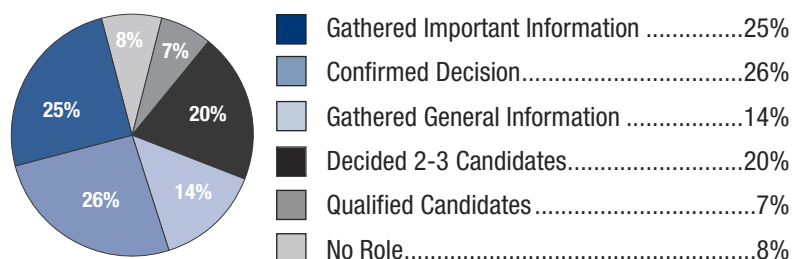 8%
7%
25%
20%
26%
14%
Gathered Important Information ...............25%
Confirmed Decision..................................26%
Gathered General Information ..................14%
Decided 2-3 Candidates...........................20%
Qualified Candidates..................................7%
No Role.....................................................8%